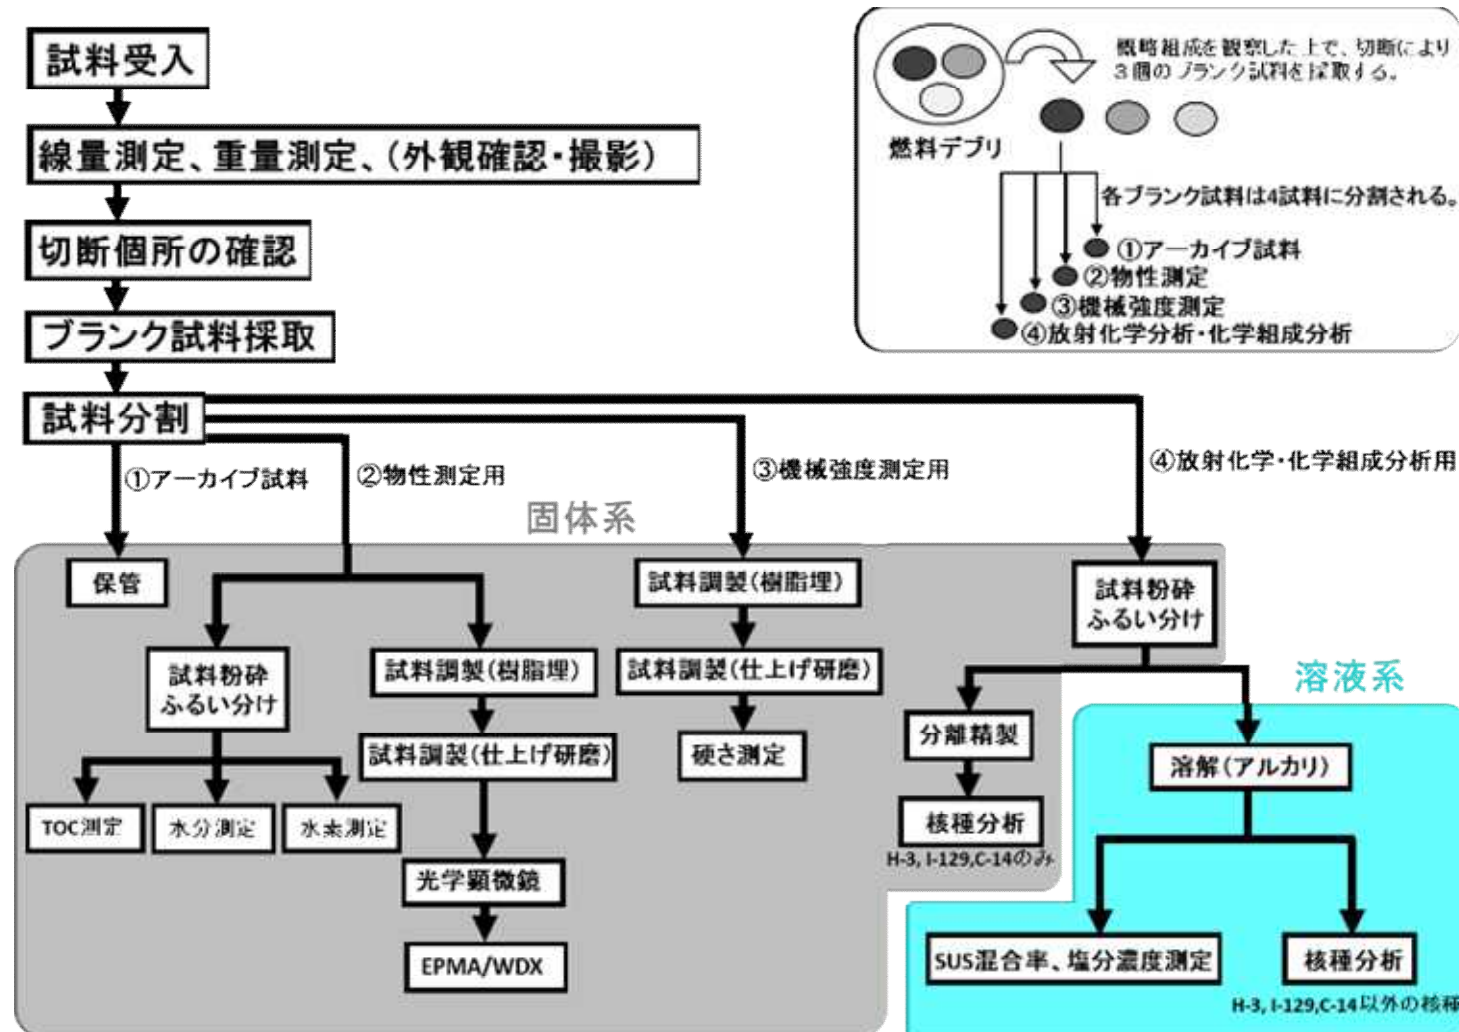 試料受入
線量測定、重量測定、(外観確認・撮影)
切断個所の確認
ブランク試料採取
試料分割
概略組成を観察した上で、切断により
3個のブランク試料を採取する。
燃料デブリ
各ブランク試料は4試料に分割される。
①アーカイブ試料
②物性測定
③機械強度測定
④放射化学分析・化学組成分析
①アーカイブ試料
②物性測定用
③機械強度測定用
④放射化学・化学組成分析用
固体系
保管
試料粉砕
ふるい分け
TOC測定
水分測定
水素測定
試料調製(樹脂埋)
試料調製(仕上げ研磨)
光学顕微鏡
EPMA/WDX
試料調製(樹脂埋)
試料調製(仕上げ研磨)
硬さ測定
試料粉砕
ふるい分け
分離精製
核種分析
H-3, I-129,C-14のみ
溶液系
溶解(アルカリ)
SUS混合率、塩分濃度測定
核種分析
H-3, I-129,C-14以外の核種